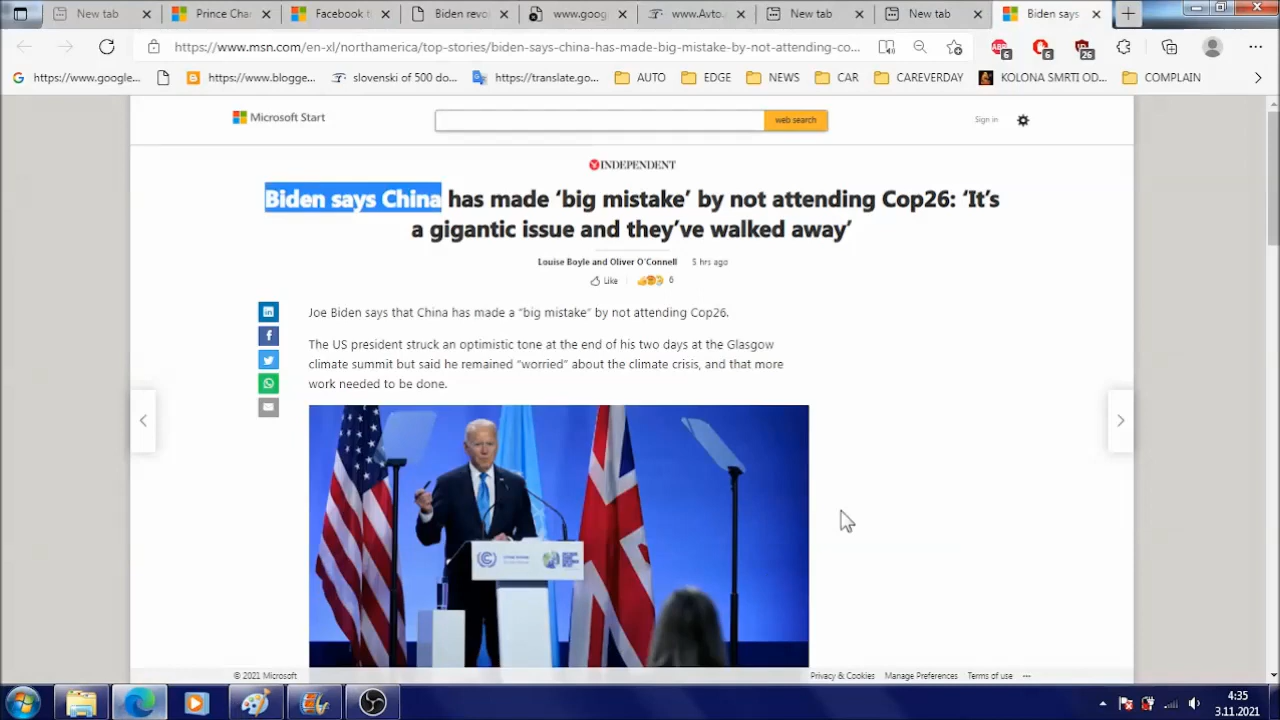 New tab
Prince Cha
Facebook t
Biden revo
www.goog
www.Avto.
New tab
New tab
Biden says
https://www.msn.com/en-xl/northamerica/top-stories/biden-says-china-has-made-big-mistake-by-not-attending-co...
6
6
26
https://www.google...
https://www.blogge...
slovenski of 500 do...
https://translate.go...
AUTO
EDGE
NEWS
CAR
CAREVERDAY
KOLONA SMRTI OD...
COMPLAIN
Microsoft Start
web search
Sign in
INDEPENDENT
Biden says China has made ‘big mistake’ by not attending Cop26: ‘It’s
a gigantic issue and they’ve walked away’
Louise Boyle and Oliver O’Connell 5 hrs ago
Like 6
Joe Biden says that China has made a “big mistake” by not attending Cop26.
The US president struck an optimistic tone at the end of his two days at the Glasgow
climate summit but said he remained “worried” about the climate crisis, and that more
work needed to be done.
© 2021 Microsoft
Privacy & Cookies Manage Preferences Terms of use ...
4:35
3.11.2021